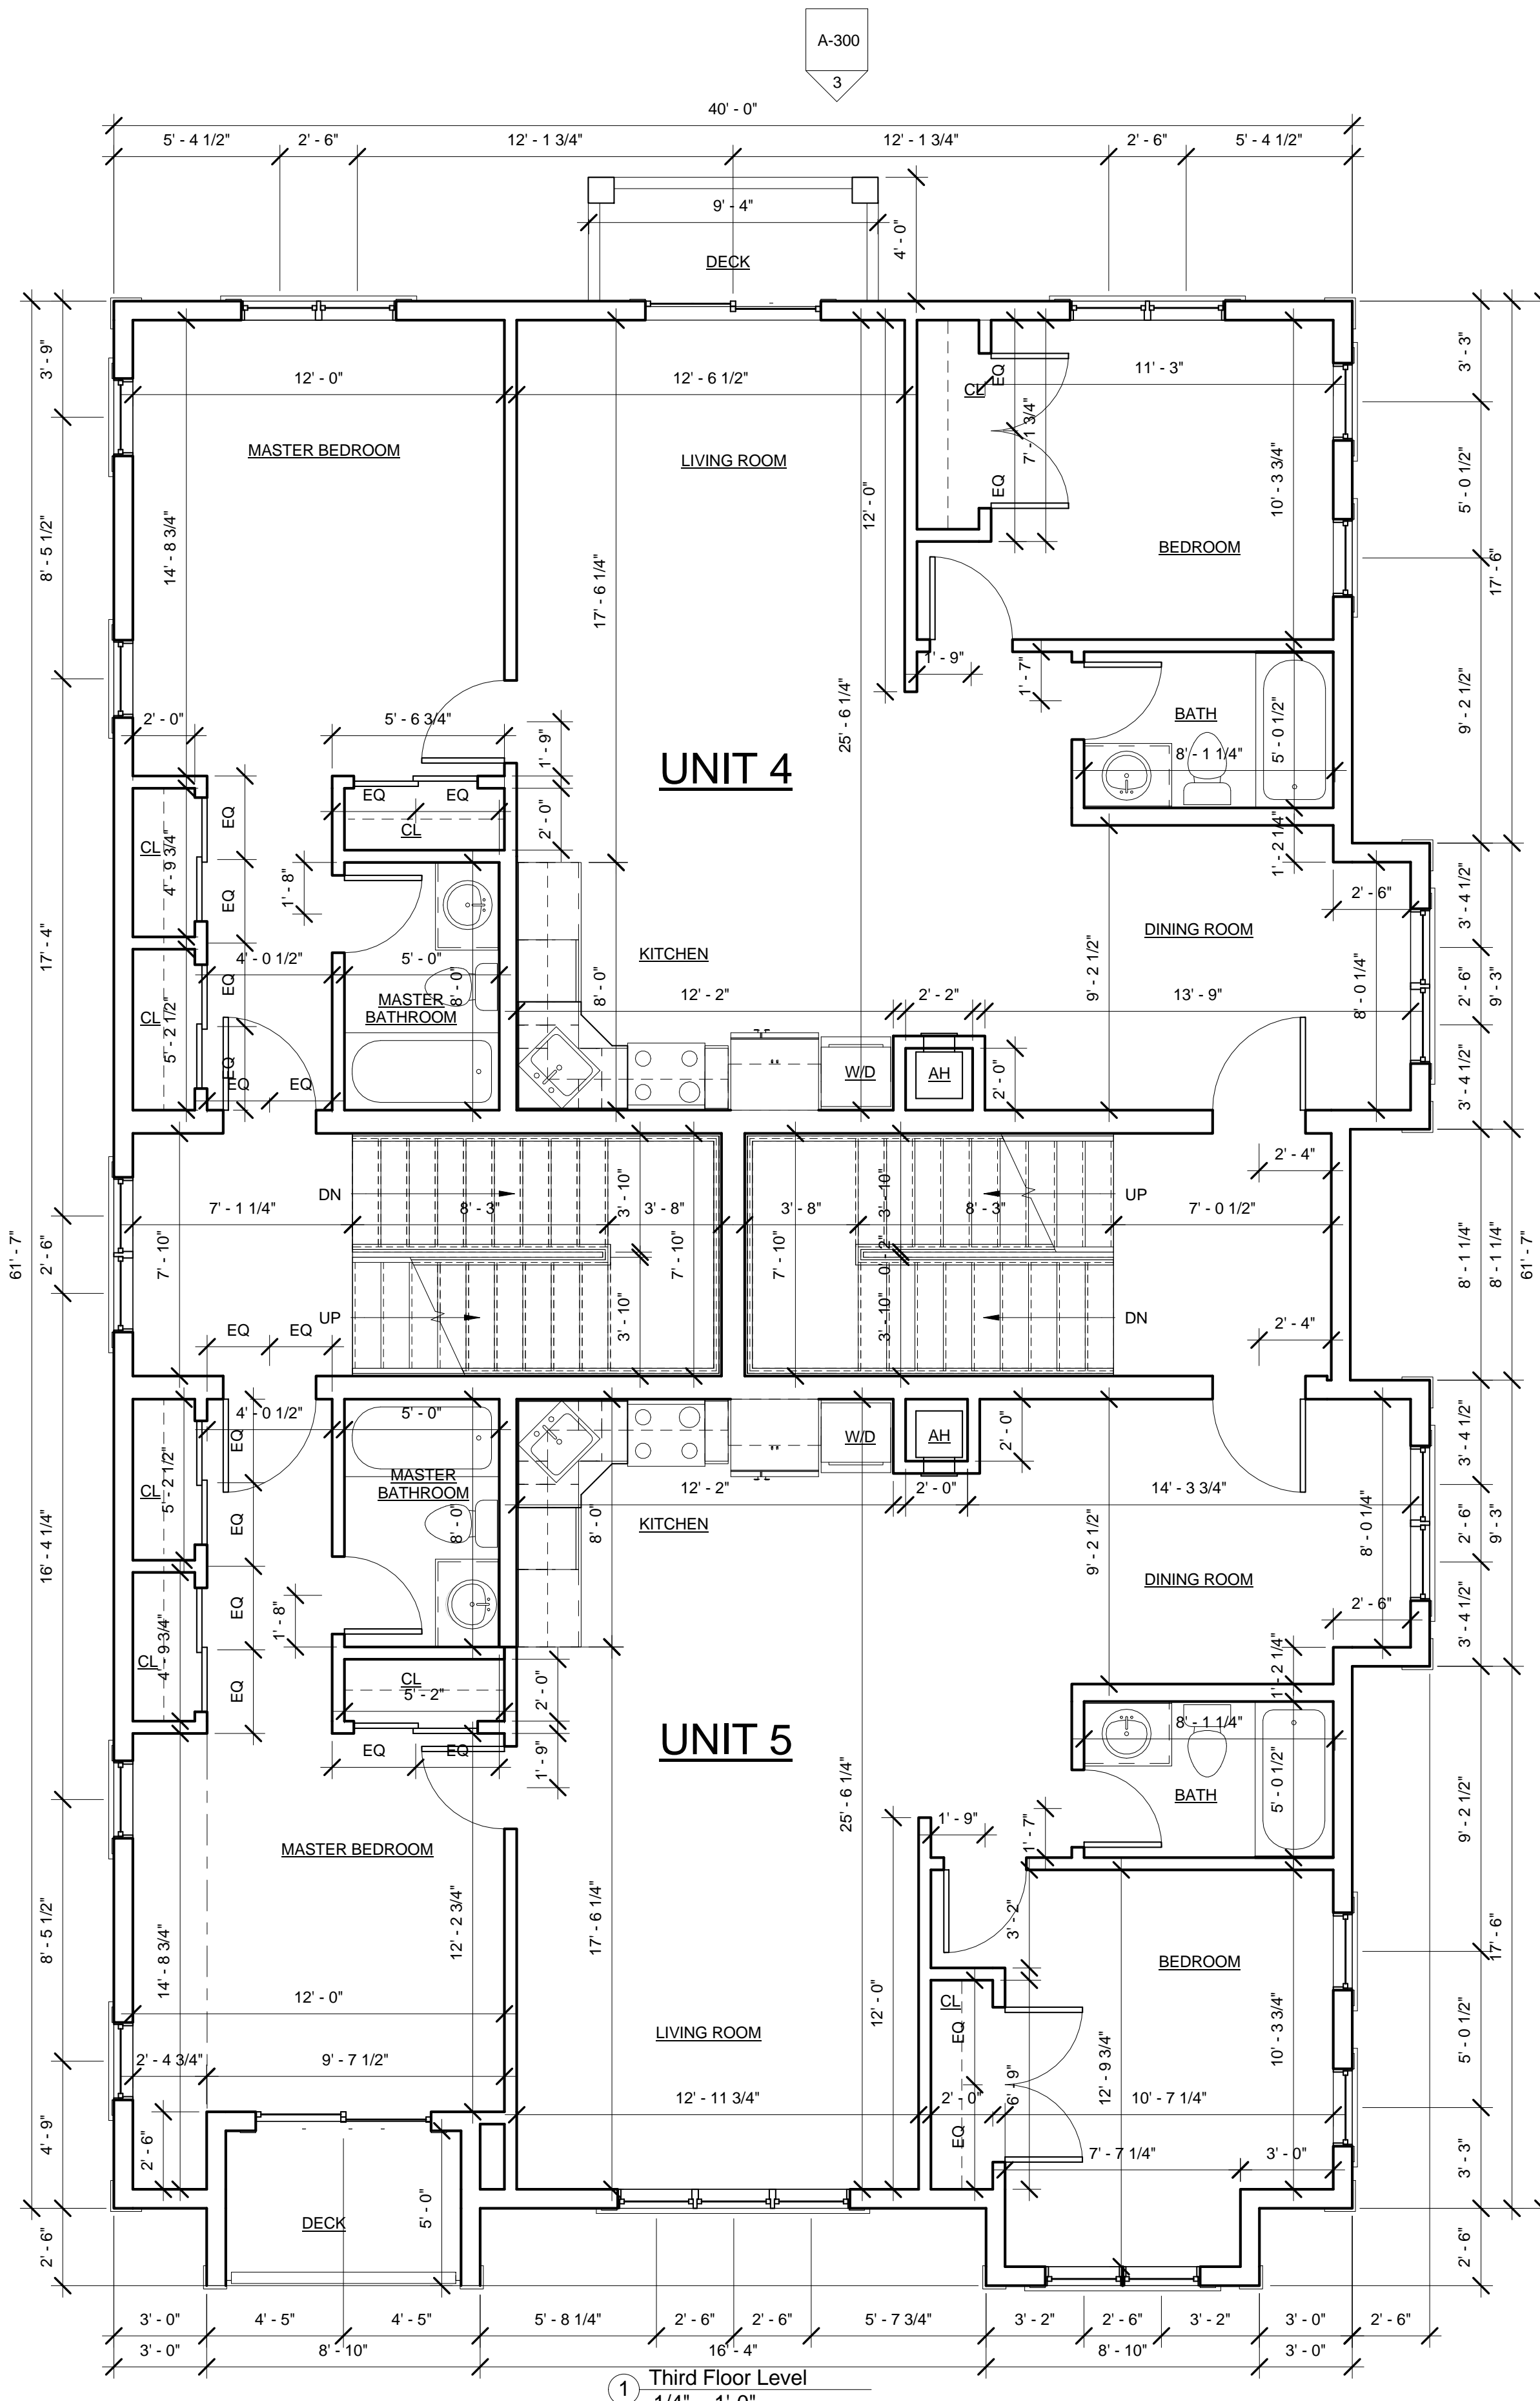 A-300
3
40' - 0"
5' - 4 1/2"
2' - 6"
12' - 1 3/4"
12' - 1 3/4"
2' - 6"
5' - 4 1/2"
9' - 4"
4' - 0"
DECK
3' - 9"
3' - 3"
12' - 0"
12' - 6 1/2"
11' - 3"
CL
EQ
7' - 1 3/4"
EQ
MASTER BEDROOM
LIVING ROOM
10' - 3 3/4"
5' - 0 1/2"
12' - 0"
8' - 5 1/2"
14' - 8 3/4"
17' - 6 1/4"
BEDROOM
17' - 6"
1' - 9"
1' - 7"
25' - 6 1/4"
2' - 0"
5' - 6 3/4"
1' - 9"
BATH
8' - 1 1/4"
5' - 0 1/2"
9' - 2 1/2"
UNIT 4
EQ
EQ
EQ
CL
2' - 0"
CL
4' - 9 3/4"
1' - 2 1/4"
1' - 8"
EQ
2' - 6"
3' - 4 1/2"
17' - 4"
DINING ROOM
KITCHEN
4' - 0 1/2"
5' - 0"
EQ
8' - 0"
8' - 0"
12' - 2"
2' - 2"
9' - 2 1/2"
13' - 9"
8' - 0 1/4"
2' - 6"
9' - 3"
MASTER
BATHROOM
CL
5' - 2 1/2"
EQ
EQ
EQ
W/D
AH
2' - 0"
3' - 4 1/2"
2' - 4"
DN
UP
7' - 1 1/4"
8' - 3"
3' - 10"
3' - 8"
3' - 8"
3' - 10"
8' - 3"
7' - 0 1/2"
61' - 7"
2' - 6"
7' - 10"
7' - 10"
7' - 10"
0' - 2"
8' - 1 1/4"
8' - 1 1/4"
61' - 7"
UP
3' - 10"
3' - 10"
DN
EQ
EQ
2' - 4"
4' - 0 1/2"
5' - 0"
EQ
W/D
AH
2' - 0"
3' - 4 1/2"
CL
5' - 2 1/2"
MASTER
BATHROOM
12' - 2"
2' - 0"
14' - 3 3/4"
EQ
8' - 0"
8' - 0"
KITCHEN
9' - 2 1/2"
8' - 0 1/4"
2' - 6"
9' - 3"
16' - 4 1/4"
DINING ROOM
1' - 8"
EQ
2' - 6"
3' - 4 1/2"
CL
4' - 9 3/4"
EQ
CL
5' - 2"
2' - 0"
1' - 2 1/4"
UNIT 5
8' - 1 1/4"
EQ
EQ
1' - 9"
25' - 6 1/4"
5' - 0 1/2"
BATH
1' - 9"
1' - 7"
9' - 2 1/2"
MASTER BEDROOM
8' - 5 1/2"
14' - 8 3/4"
12' - 2 3/4"
17' - 6 1/4"
3' - 2"
BEDROOM
17' - 6"
12' - 0"
12' - 0"
CL
EQ
LIVING ROOM
10' - 3 3/4"
5' - 0 1/2"
2' - 4 3/4"
9' - 7 1/2"
12' - 11 3/4"
2' - 0"
6' - 9"
12' - 9 3/4"
10' - 7 1/4"
EQ
7' - 7 1/4"
3' - 0"
4' - 9"
2' - 6"
3' - 3"
DECK
5' - 0"
2' - 6"
2' - 6"
3' - 0"
4' - 5"
4' - 5"
5' - 8 1/4"
2' - 6"
2' - 6"
5' - 7 3/4"
3' - 2"
2' - 6"
3' - 2"
3' - 0"
2' - 6"
3' - 0"
8' - 10"
16' - 4"
8' - 10"
3' - 0"
1
Third Floor Level